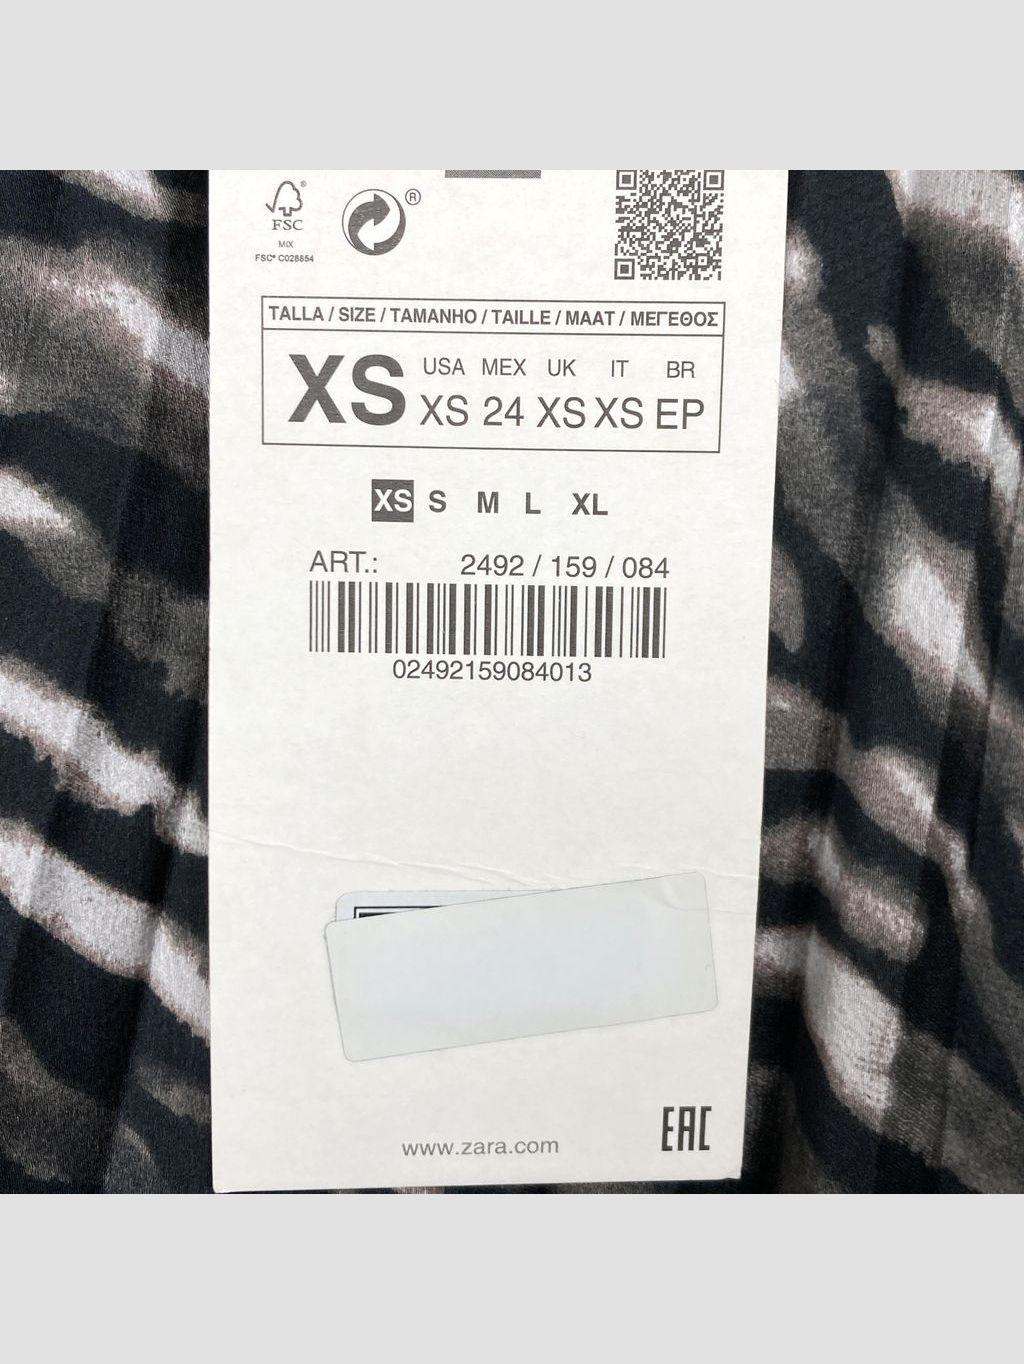 ®
FSC
MIX
FSC® C028854
®
TALLA / SIZE / TAMANHO / TAILLE / MAAT / ΜΕΓΕΘΟΣ
XS
USA MEX UK IT BR
XS 24 XS XS EP
XS S M L XL
ART.: 2492 / 159 / 084
02492159084013
www.zara.com
EAC